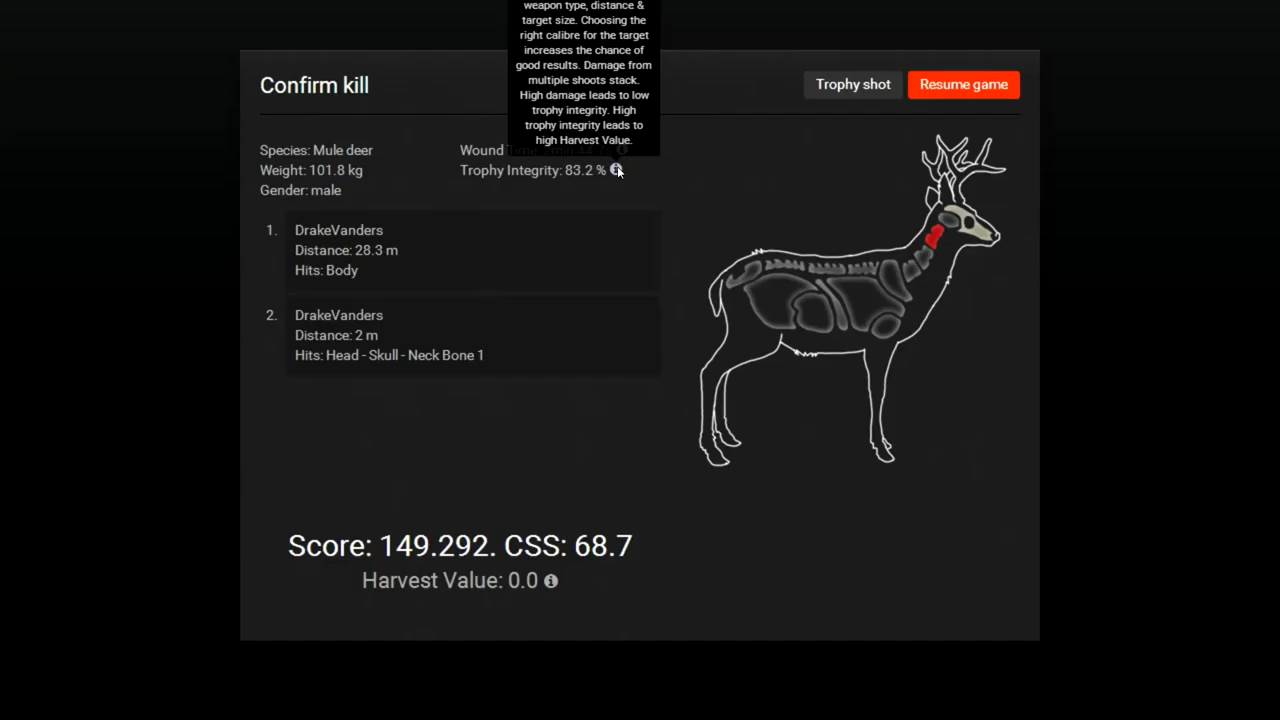 weapon type, distance &
target size. Choosing the
right calibre for the target
increases the chance of
good results. Damage from
multiple shoots stack.
High damage leads to low
trophy integrity. High
trophy integrity leads to
high Harvest Value.
Confirm kill
Trophy shot
Resume game
Species: Mule deer
Weight: 101.8 kg
Gender: male
Wound
Trophy Integrity: 83.2 %
1.
DrakeVanders
Distance: 28.3 m
Hits: Body
2.
DrakeVanders
Distance: 2 m
Hits: Head - Skull - Neck Bone 1
Score: 149.292. CSS: 68.7
Harvest Value: 0.0